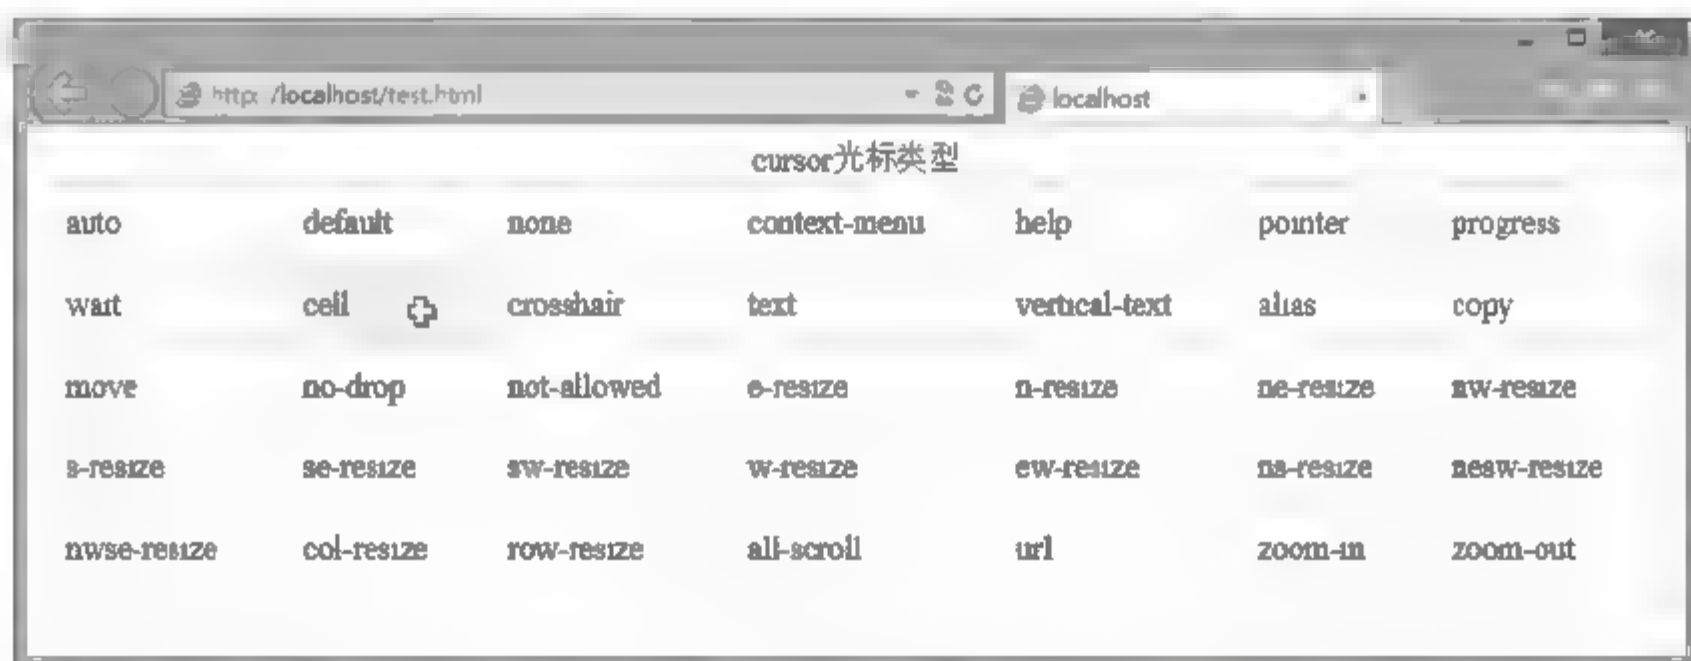 http: /localhost/test.html localhost
cursor光标类型
auto default none context-menu help pointer progress
wait cell crosshair text vertical-text alias copy
move no-drop not-allowed e-resize n-resize ne-resize nw-resize
s-resize se-resize sw-resize w-resize ew-resize ns-resize nesw-resize
nwse-resize col-resize row-resize all-scroll url zoom-in zoom-out